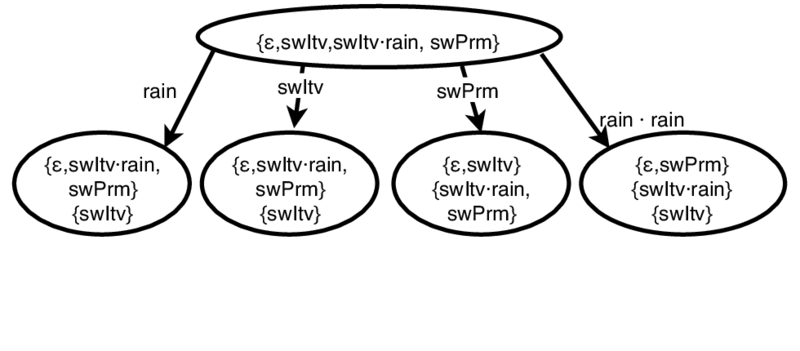 {ε,swItv,swItv·rain, swPrm}
rain
swItv
swPrm
rain · rain
{ε,swItv·rain,
swPrm}
{swItv}
{ε,swItv·rain,
swPrm}
{swItv}
{ε,swItv}
{swItv·rain,
swPrm}
{ε,swPrm}
{swItv·rain}
{swItv}